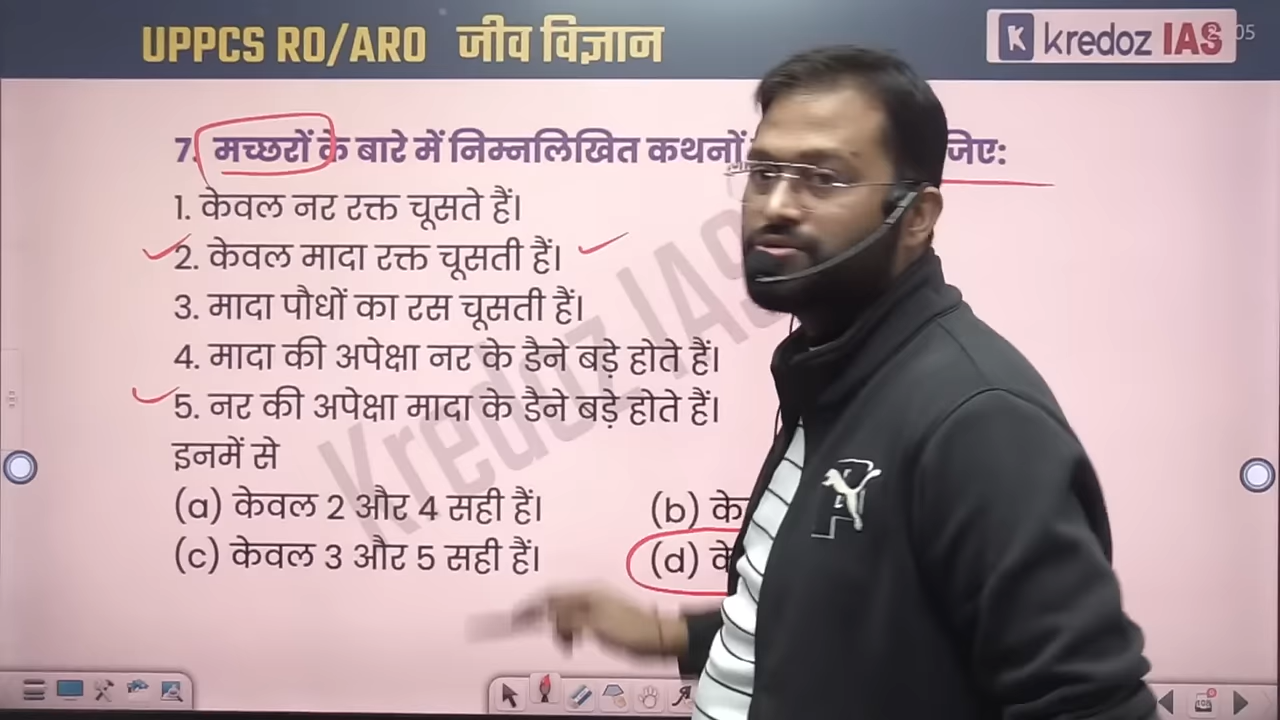 UPPCS RO/ARO जीव विज्ञान
K kredoz IAS
7. मच्छरों के बारे में निम्नलिखित कथनों
1. केवल नर रक्त चूसते हैं।
2. केवल मादा रक्त चूसती हैं।
3. मादा पौधों का रस चूसती हैं।
4. मादा की अपेक्षा नर के डैने बड़े होते हैं।
5. नर की अपेक्षा मादा के डैने बड़े होते हैं।
इनमें से
(a) केवल 2 और 4 सही हैं।
(b)
(c) केवल 3 और 5 सही हैं।
(d)
Kredoz IAS